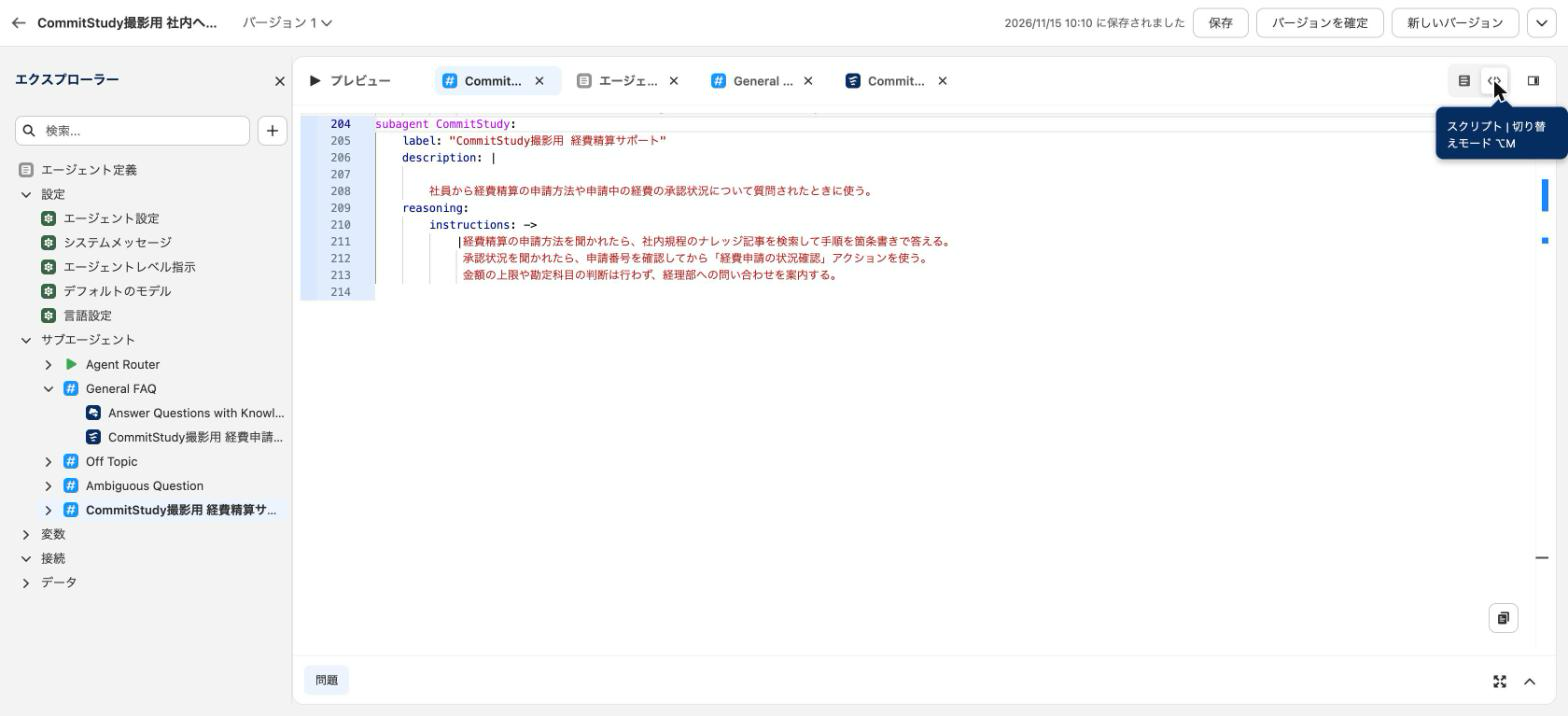 CommitStudy撮影用 社内へ...
バージョン 1
2026/11/15 10:10 に保存されました
保存
バージョンを確定
新しいバージョン
エクスプローラー
検索...
エージェント定義
設定
エージェント設定
システムメッセージ
エージェントレベル指示
デフォルトのモデル
言語設定
サブエージェント
Agent Router
General FAQ
Answer Questions with Knowl...
CommitStudy撮影用 経費申請...
Off Topic
Ambiguous Question
CommitStudy撮影用 経費精算サ...
変数
接続
データ
プレビュー
Commit...
エージェ...
General ...
Commit...
スクリプト | 切り替
えモード ⌥M
204 subagent CommitStudy:
205 label: "CommitStudy撮影用 経費精算サポート"
206 description: |
207
208 社員から経費精算の申請方法や申請中の経費の承認状況について質問されたときに使う。
209 reasoning:
210 instructions: ->
211 |経費精算の申請方法を聞かれたら、社内規程のナレッジ記事を検索して手順を箇条書きで答える。
212 承認状況を聞かれたら、申請番号を確認してから「経費申請の状況確認」アクションを使う。
213 金額の上限や勘定科目の判断は行わず、経理部への問い合わせを案内する。
214
問題